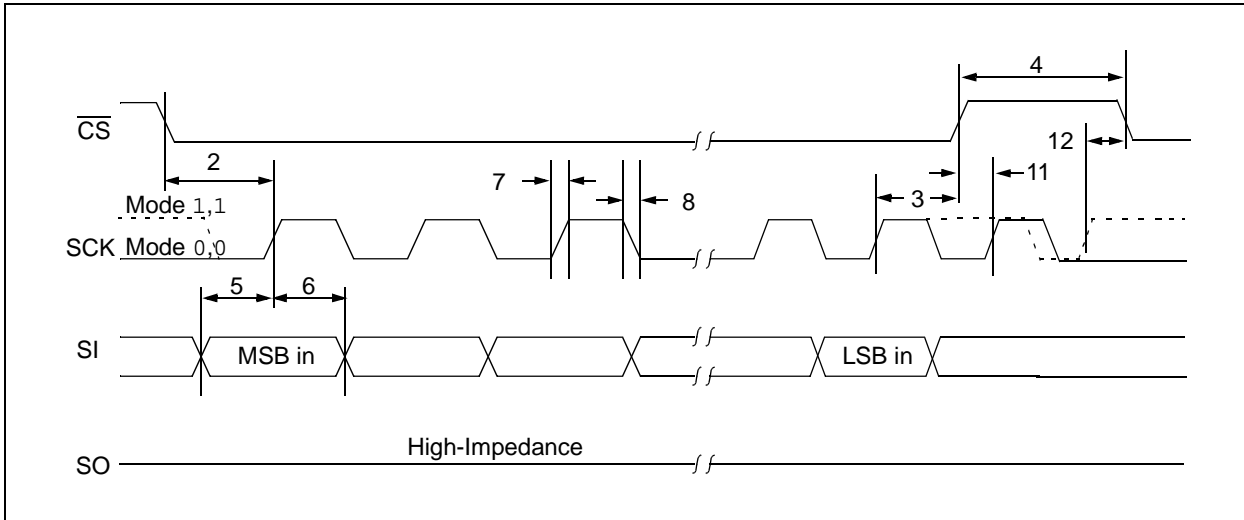 4
CS
12
2
7
8
3
11
Mode 1,1
SCK Mode 0,0
5
6
SI
MSB in
LSB in
High-Impedance
SO